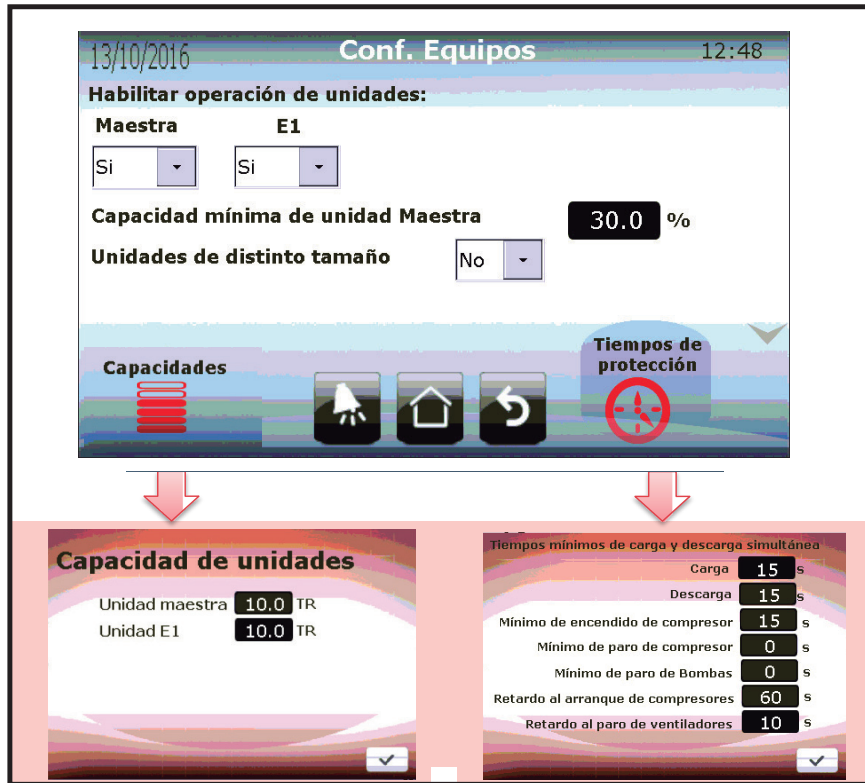 13/10/2016 Conf. Equipos 12:48
Habilitar operación de unidades:
Maestra E1
Si Si
Capacidad mínima de unidad Maestra 30.0 %
Unidades de distinto tamaño No
Capacidades
Tiempos de
protección
Capacidad de unidades
Unidad maestra 10.0 TR
Unidad E1 10.0 TR
Tiempos mínimos de carga y descarga simultánea
Carga 15 s
Descarga 15 s
Mínimo de encendido de compresor 15 s
Mínimo de paro de compresor 0 s
Mínimo de paro de Bombas 0 s
Retardo al arranque de compresores 60 s
Retardo al paro de ventiladores 10 s